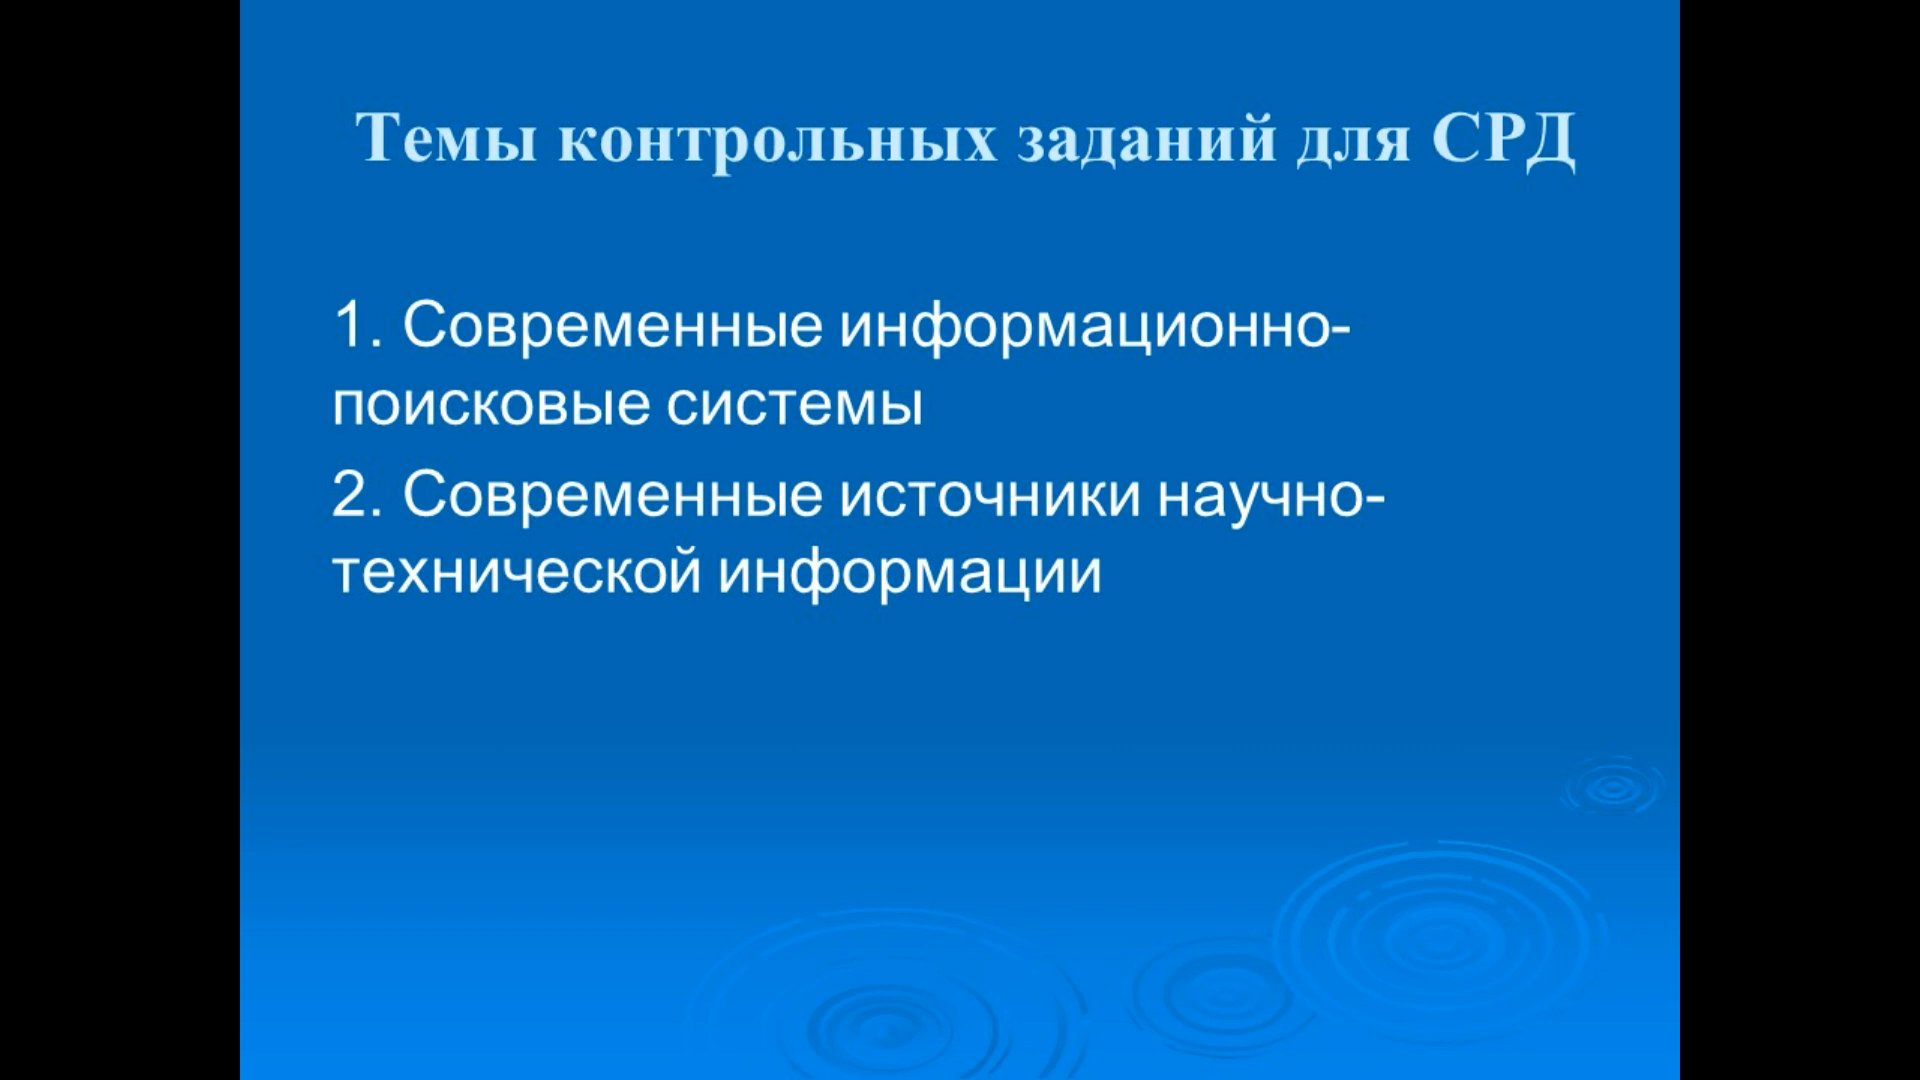 Темы контрольных заданий для СРД
1. Современные информационно-
поисковые системы
2. Современные источники научно-
технической информации